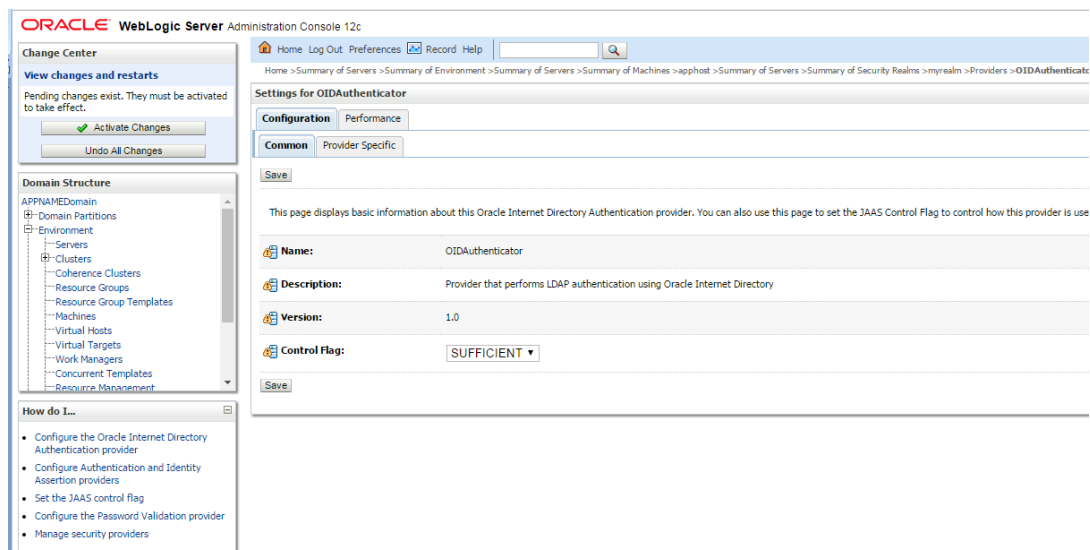 ORACLE WebLogic Server Administration Console 12c
Change Center
View changes and restarts
Pending changes exist. They must be activated
to take effect.
Activate Changes
Undo All Changes
Domain Structure
APPNAMEDomain
Domain Partitions
Environment
Servers
Clusters
Coherence Clusters
Resource Groups
Resource Group Templates
Machines
Virtual Hosts
Virtual Targets
Work Managers
Concurrent Templates
Resource Management
How do I...
Configure the Oracle Internet Directory
Authentication provider
Configure Authentication and Identity
Assertion providers
Set the JAAS control flag
Configure the Password Validation provider
Manage security providers
Home Log Out Preferences Record Help
Home >Summary of Servers >Summary of Environment >Summary of Servers >Summary of Machines >apphost >Summary of Servers >Summary of Security Realms >myrealm >Providers >OIDAuthenticato
Settings for OIDAuthenticator
Configuration Performance
Common Provider Specific
Save
This page displays basic information about this Oracle Internet Directory Authentication provider. You can also use this page to set the JAAS Control Flag to control how this provider is use
Name: OIDAuthenticator
Description: Provider that performs LDAP authentication using Oracle Internet Directory
Version: 1.0
Control Flag: SUFFICIENT
Save